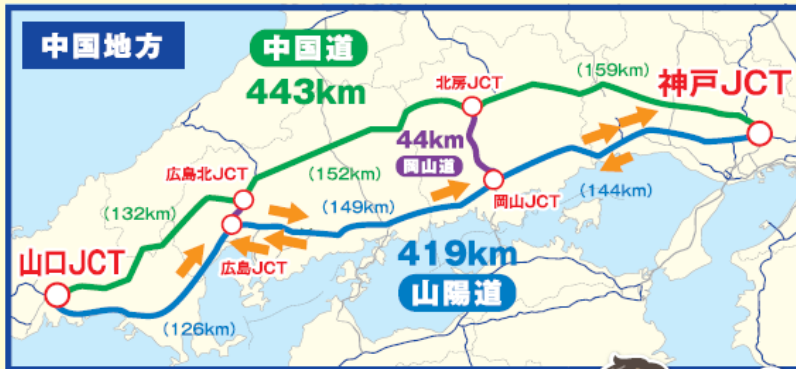 中国地方
中国道
443km
(159km)
神戸JCT
北房JCT
44km
岡山道
広島北JCT
(152km)
岡山JCT
(144km)
(132km)
(149km)
山口JCT
広島JCT
419km
山陽道
(126km)